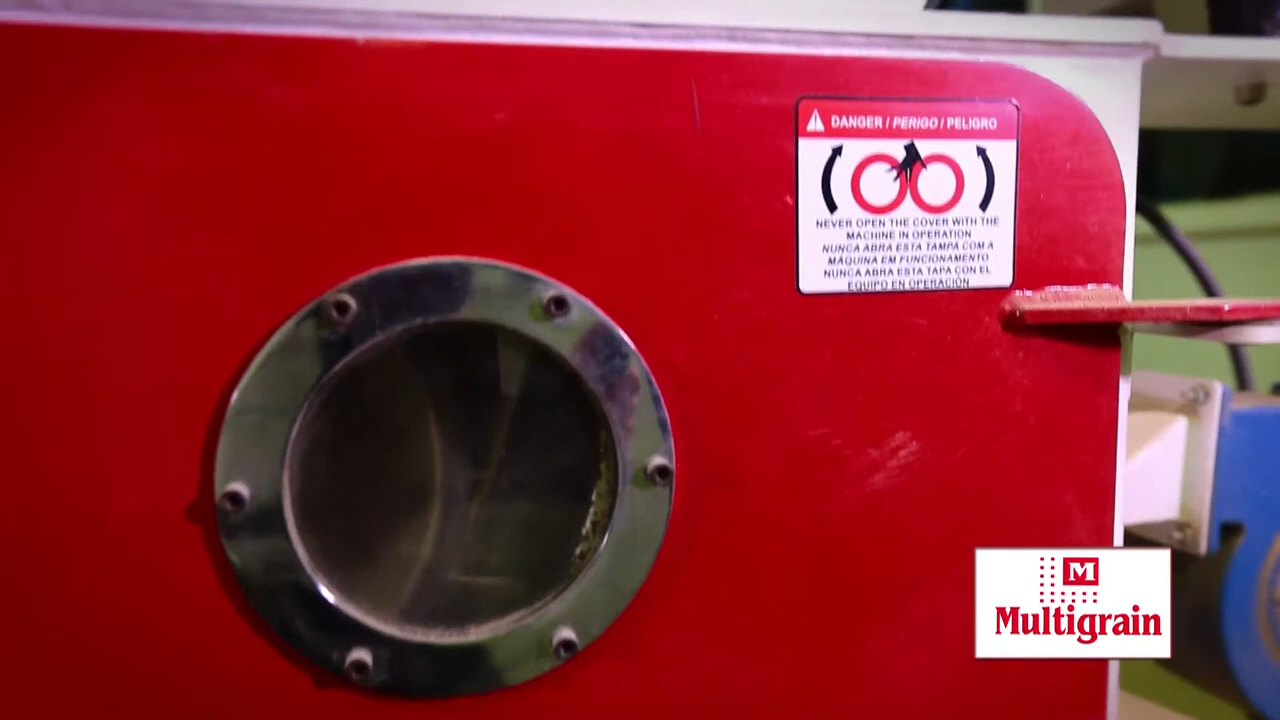 DANGER / PERIGO / PELIGRO
NEVER OPEN THE COVER WITH THE
MACHINE IN OPERATION
NUNCA ABRA ESTA TAMPA COM A
MÁQUINA EM FUNCIONAMENTO
NUNCA ABRA ESTA TAPA CON EL
EQUIPO EN OPERACIÓN
M
Multigrain